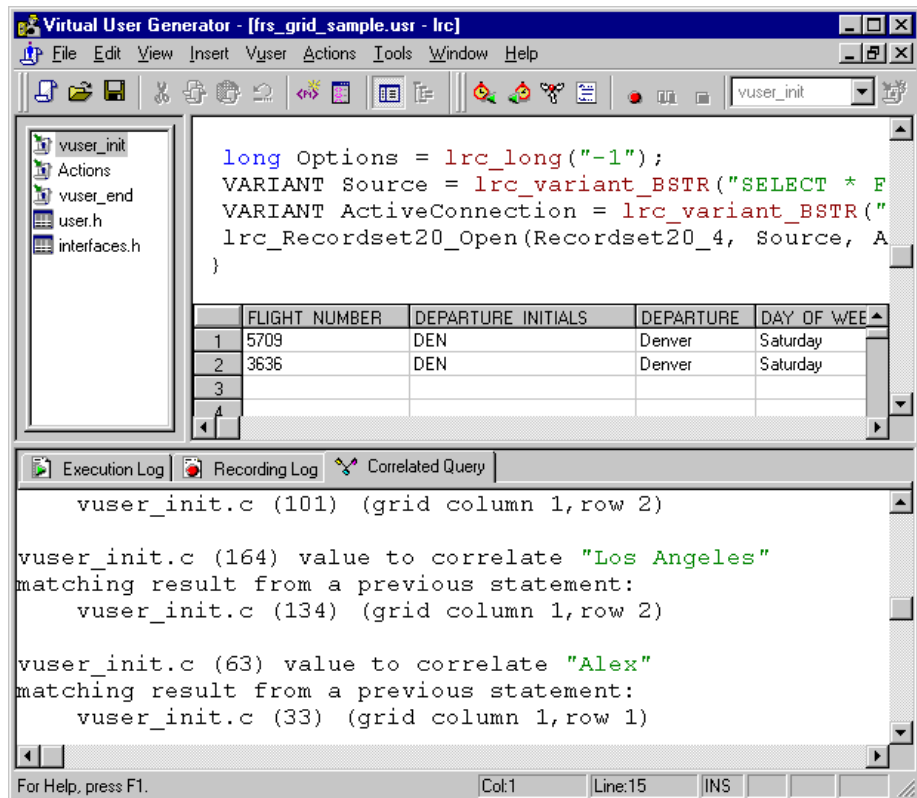 Virtual User Generator - [frs_grid_sample.usr - lrc]
File Edit View Insert Vuser Actions Tools Window Help
vuser_init
vuser_init
Actions
vuser_end
user.h
interfaces.h
long Options = lrc_long("-1");
VARIANT Source = lrc_variant_BSTR("SELECT * F
VARIANT ActiveConnection = lrc_variant_BSTR("
lrc_Recordset20_Open(Recordset20_4, Source, A
}
FLIGHT NUMBER DEPARTURE INITIALS DEPARTURE DAY OF WEE
1 5709 DEN Denver Saturday
2 3636 DEN Denver Saturday
3
4
Execution Log Recording Log Correlated Query
vuser_init.c (101) (grid column 1,row 2)
vuser_init.c (164) value to correlate "Los Angeles"
matching result from a previous statement:
vuser_init.c (134) (grid column 1,row 2)
vuser_init.c (63) value to correlate "Alex"
matching result from a previous statement:
vuser_init.c (33) (grid column 1,row 1)
For Help, press F1. Col:1 Line:15 INS